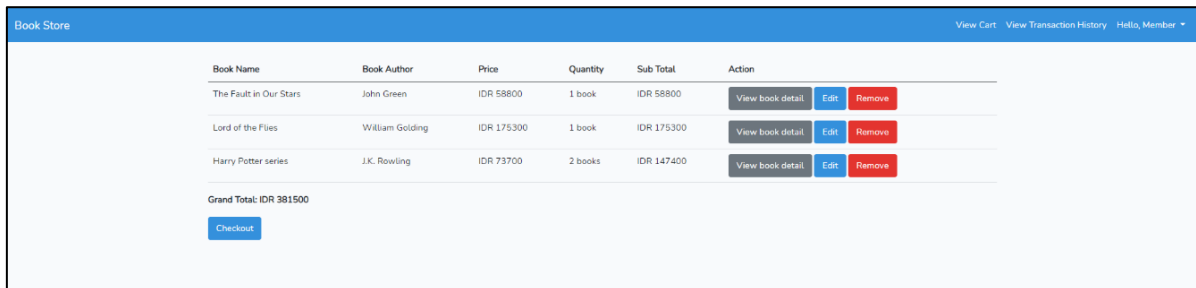 Book Store View Cart View Transaction History Hello, Member
Book Name Book Author Price Quantity Sub Total Action
The Fault in Our Stars John Green IDR 58800 1 book IDR 58800 View book detail Edit Remove
Lord of the Flies William Golding IDR 175300 1 book IDR 175300 View book detail Edit Remove
Harry Potter series J.K. Rowling IDR 73700 2 books IDR 147400 View book detail Edit Remove
Grand Total: IDR 381500
Checkout